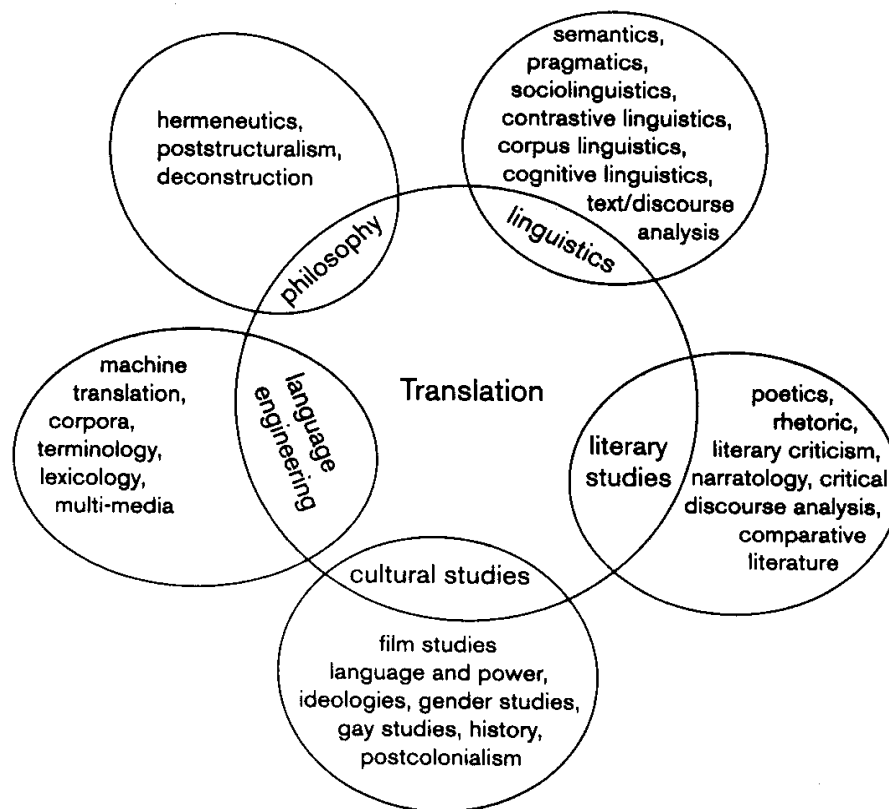 semantics,
pragmatics,
sociolinguistics,
contrastive linguistics,
corpus linguistics,
cognitive linguistics,
text/discourse
analysis
linguistics
hermeneutics,
poststructuralism,
deconstruction
philosophy
machine
translation,
corpora,
terminology,
lexicology,
multi-media
language
engineering
Translation
literary
studies
poetics,
rhetoric,
literary criticism,
narratology, critical
discourse analysis,
comparative
literature
cultural studies
film studies
language and power,
ideologies, gender studies,
gay studies, history,
postcolonialism